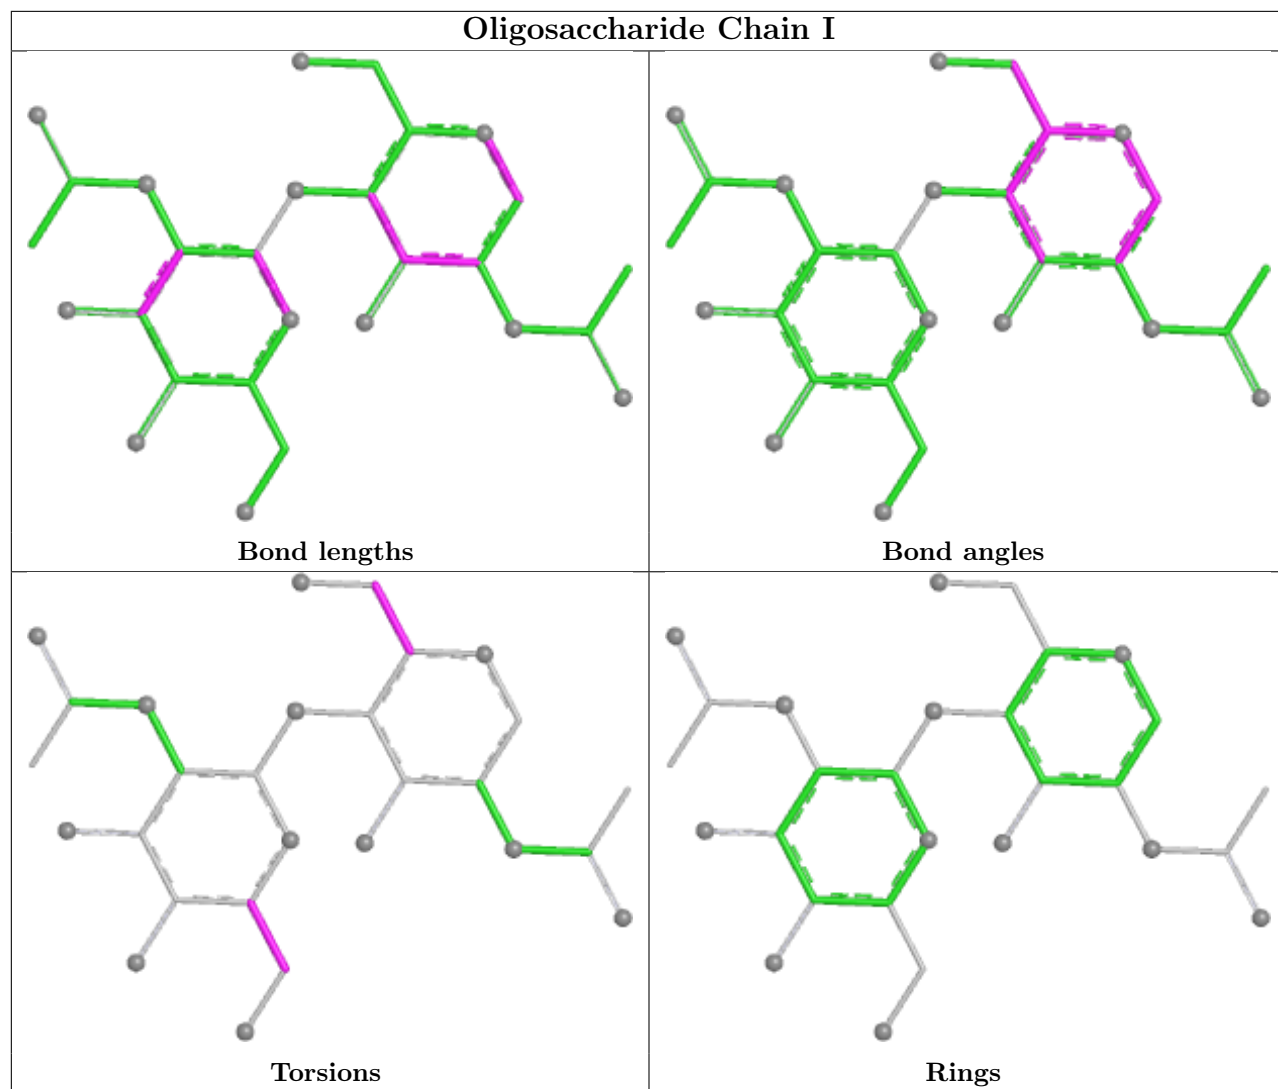 Oligosaccharide Chain I
Bond lengths
Bond angles
Torsions
Rings